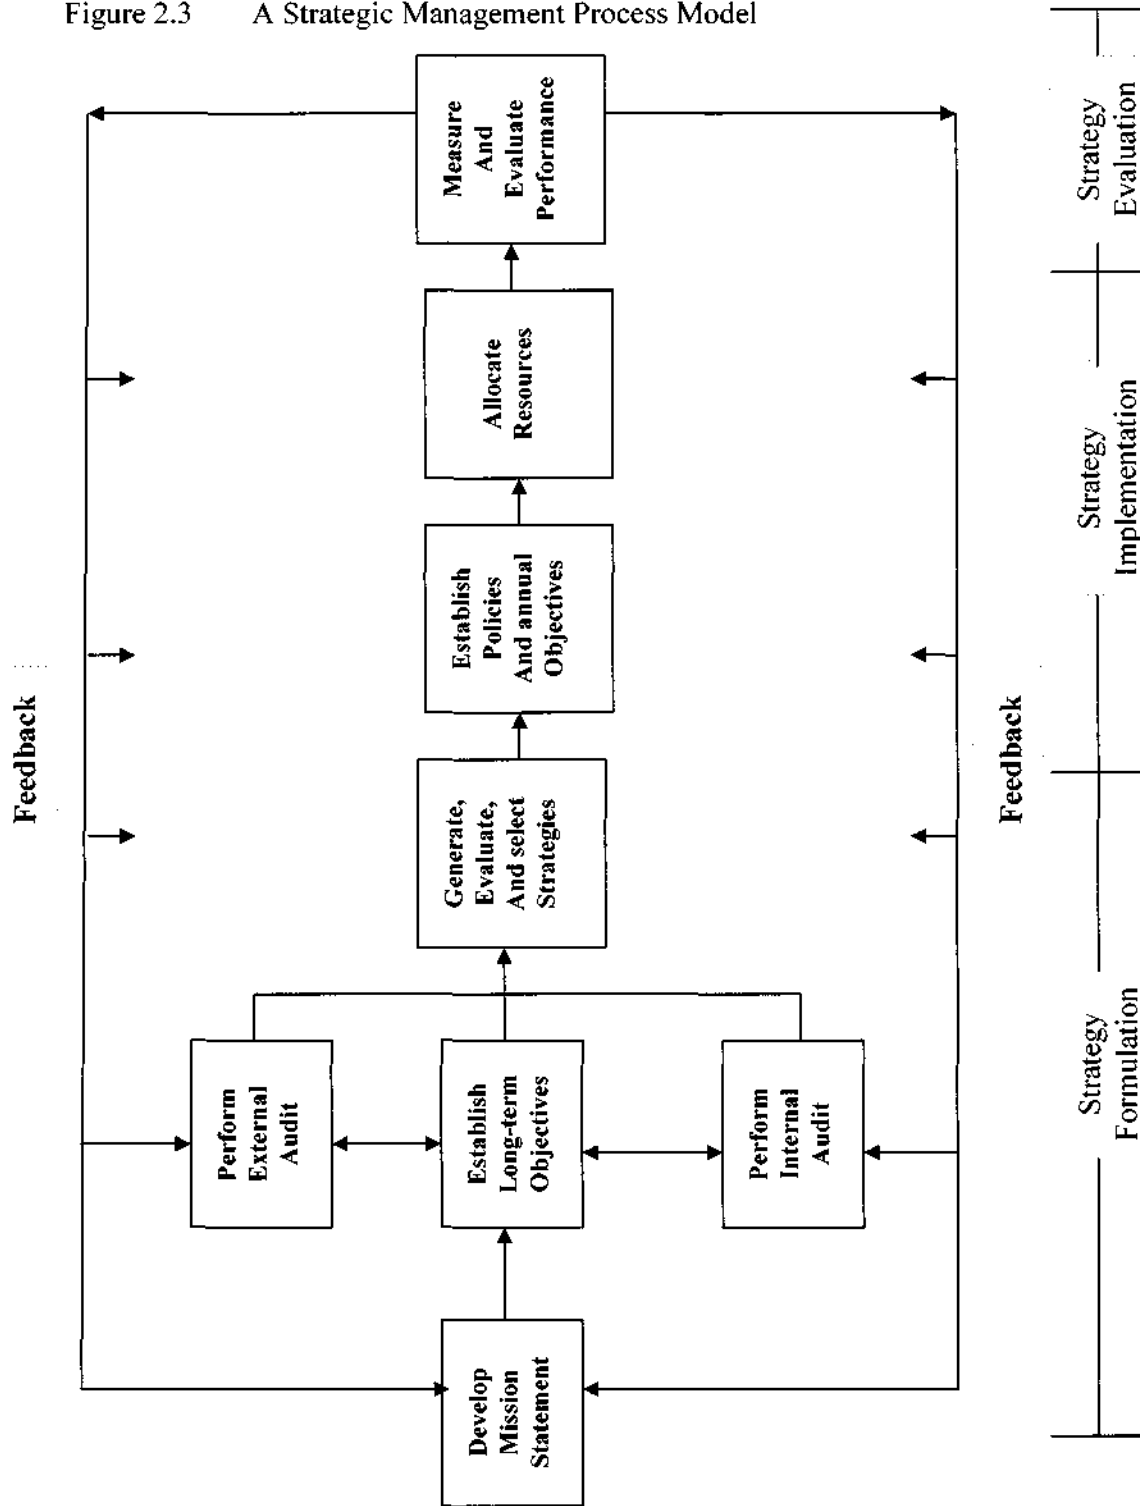 Figure 2.3 A Strategic Management Process Model
Feedback
Develop
Mission
Statement
Perform
External
Audit
Establish
Long-term
Objectives
Perform
Internal
Audit
Generate,
Evaluate,
And select
Strategies
Establish
Policies
And annual
Objectives
Allocate
Resources
Measure
And
Evaluate
Performance
Feedback
Strategy
Formulation
Strategy
Implementation
Strategy
Evaluation